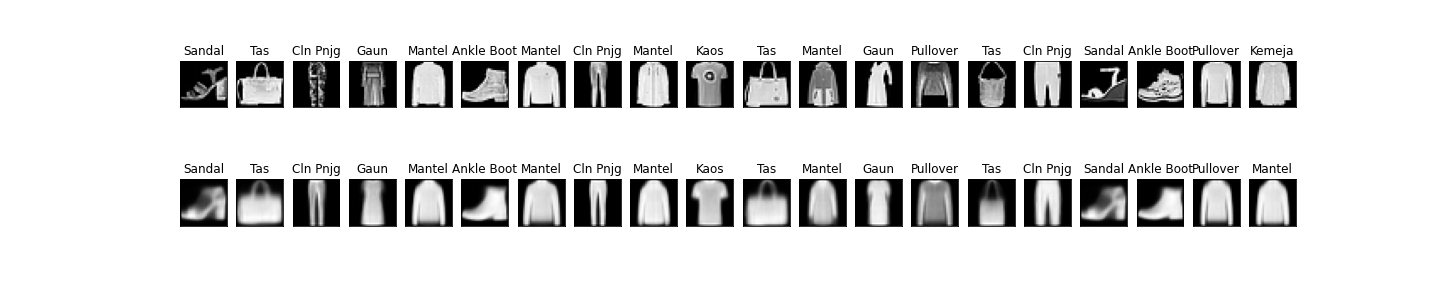 Sandal Tas Cln Pnjg Gaun Mantel Ankle Boot Mantel Cln Pnjg Mantel Kaos Tas Mantel Gaun Pullover Tas Cln Pnjg Sandal Ankle Boot Pullover Kemeja
Sandal Tas Cln Pnjg Gaun Mantel Ankle Boot Mantel Cln Pnjg Mantel Kaos Tas Mantel Gaun Pullover Tas Cln Pnjg Sandal Ankle Boot Pullover Mantel